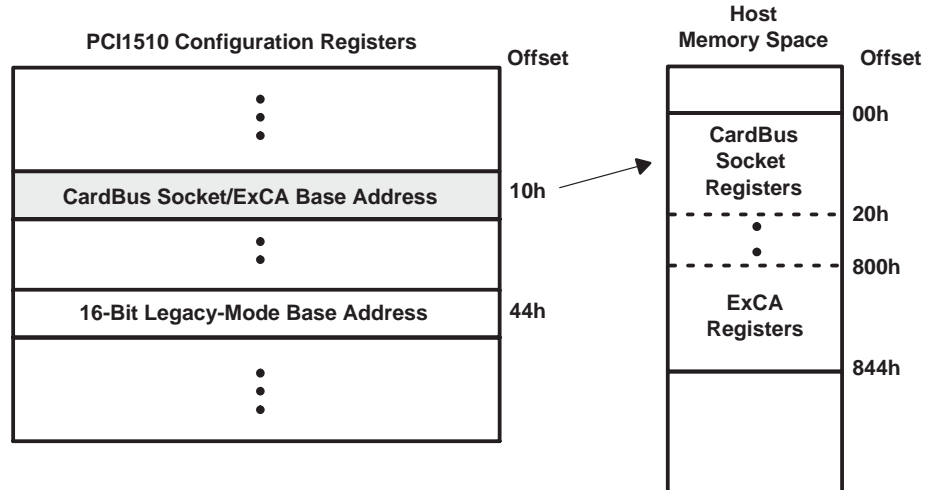 PCI1510 Configuration Registers
Offset
CardBus Socket/ExCA Base Address
10h
16-Bit Legacy-Mode Base Address
44h
Host
Memory Space
Offset
00h
CardBus
Socket
Registers
20h
800h
ExCA
Registers
844h